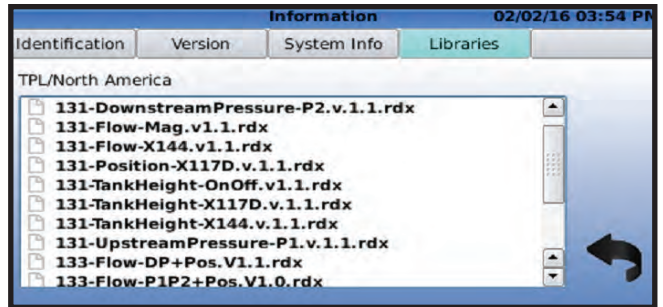 Information 02/02/16 03:54 PM
Identification Version System Info Libraries
TPL/North America
131-DownstreamPressure-P2.v.1.1.rdx
131-Flow-Mag.v1.1.rdx
131-Flow-X144.v1.1.rdx
131-Position-X117D.v.1.1.rdx
131-TankHeight-OnOff.v1.1.rdx
131-TankHeight-X117D.v.1.1.rdx
131-TankHeight-X144.v.1.1.rdx
131-UpstreamPressure-P1.v.1.1.rdx
133-Flow-DP+Pos.V1.1.rdx
133-Flow-P1P2+Pos.V1.0.rdx